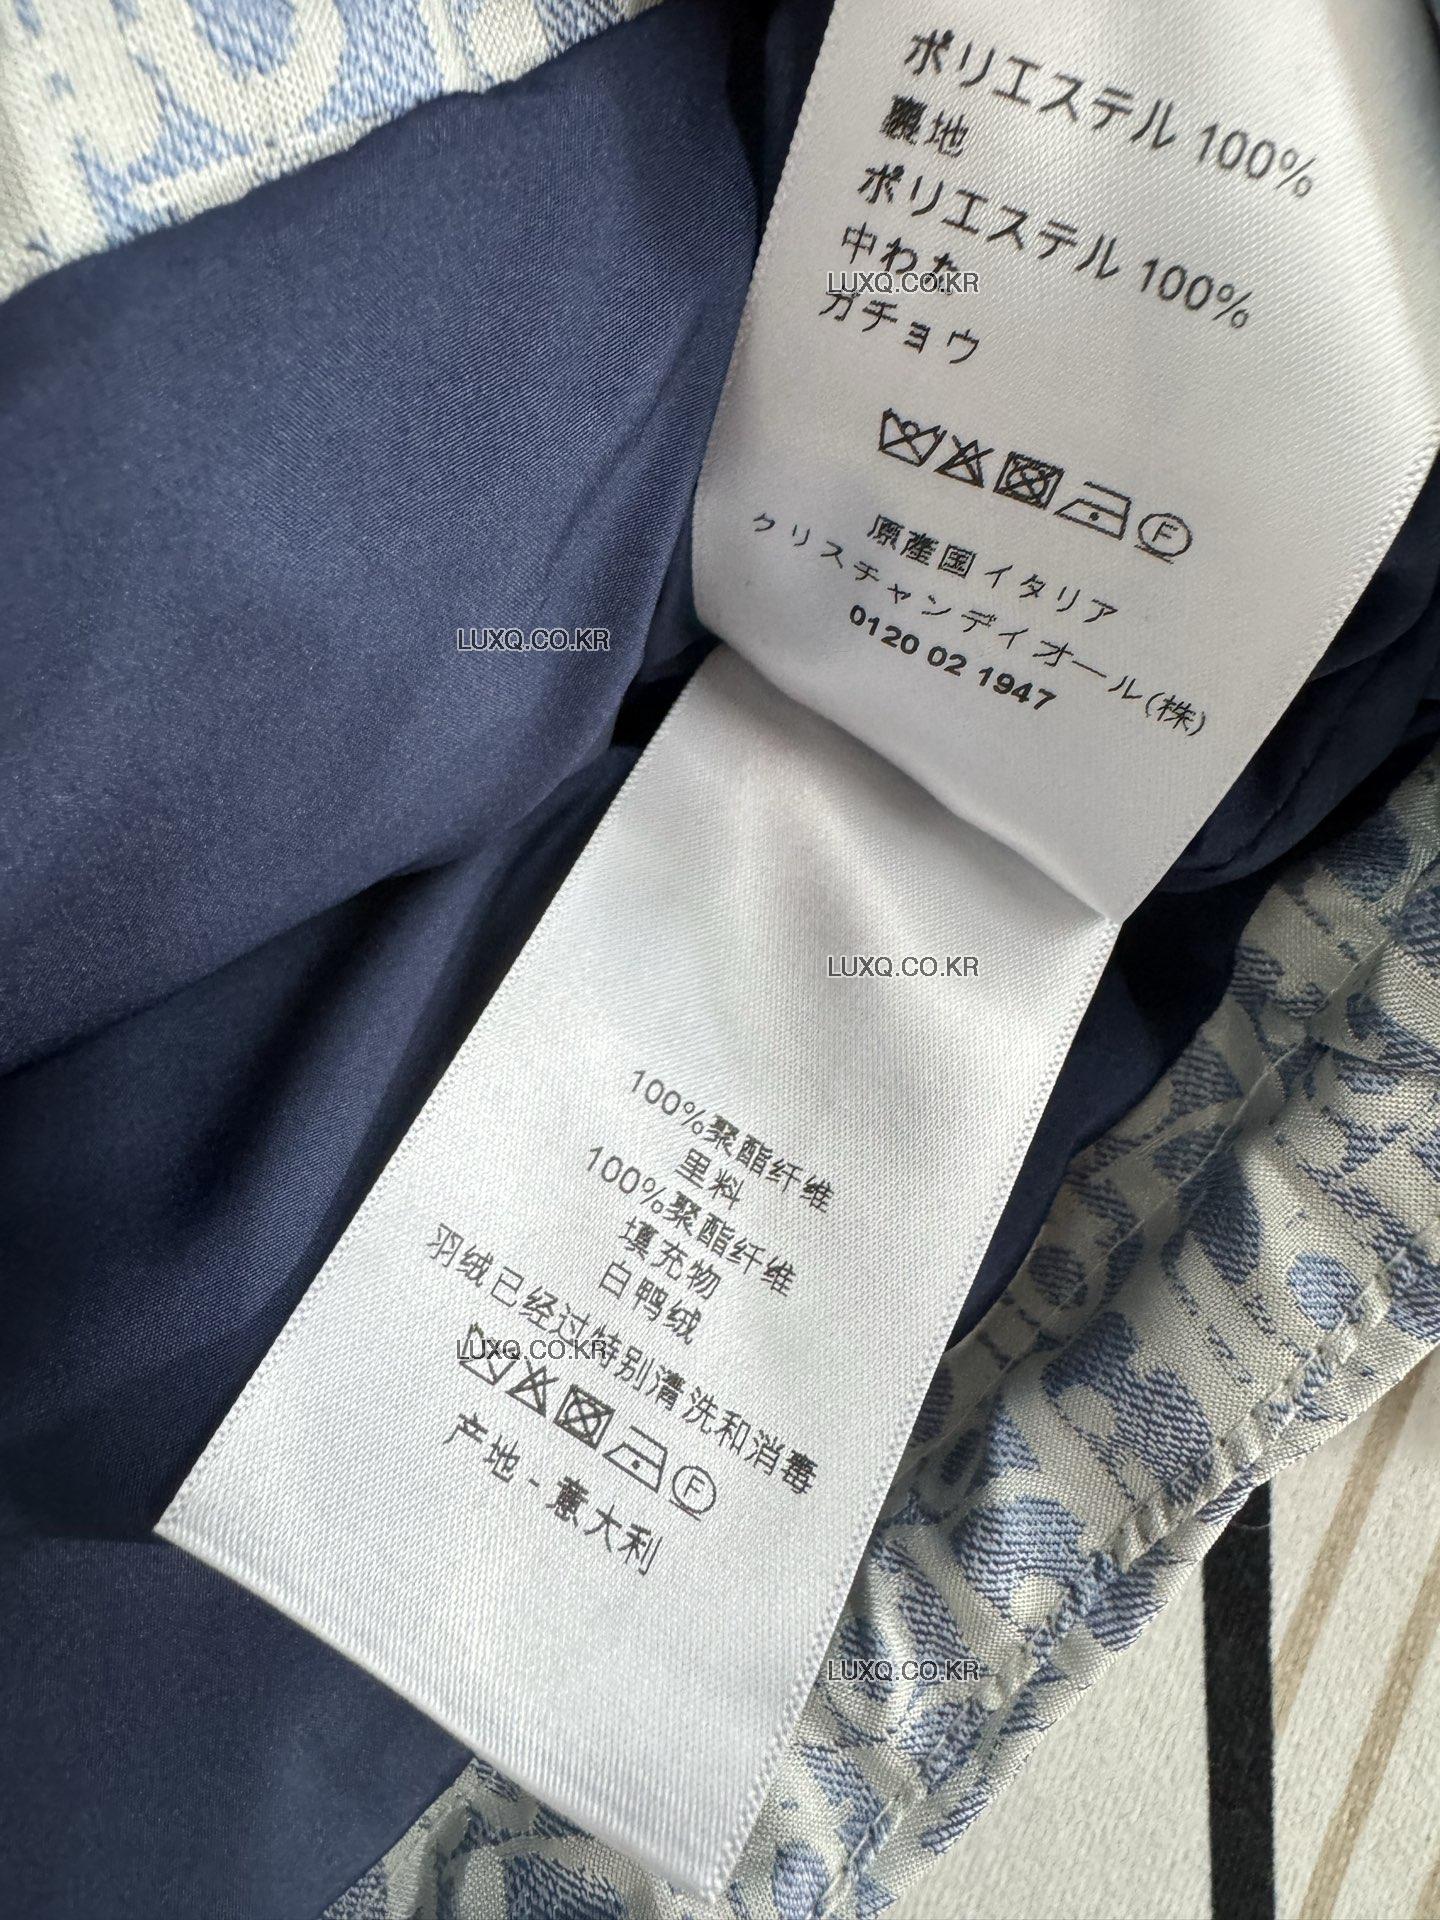 ポリエステル 100%
裏地
ポリエステル 100%
中わた
ガチョウ
F
原産国イタリア
クリスチャンディオール(株)
0120 02 1947
100%聚酯纤维
里料
100%聚酯纤维
填充物
白鸭绒
羽绒已经过特别清洗和消毒
F
产地 - 意大利
LUXQ.CO.KR
LUXQ.CO.KR
LUXQ.CO.KR
LUXQ.CO.KR
LUXQ.CO.KR